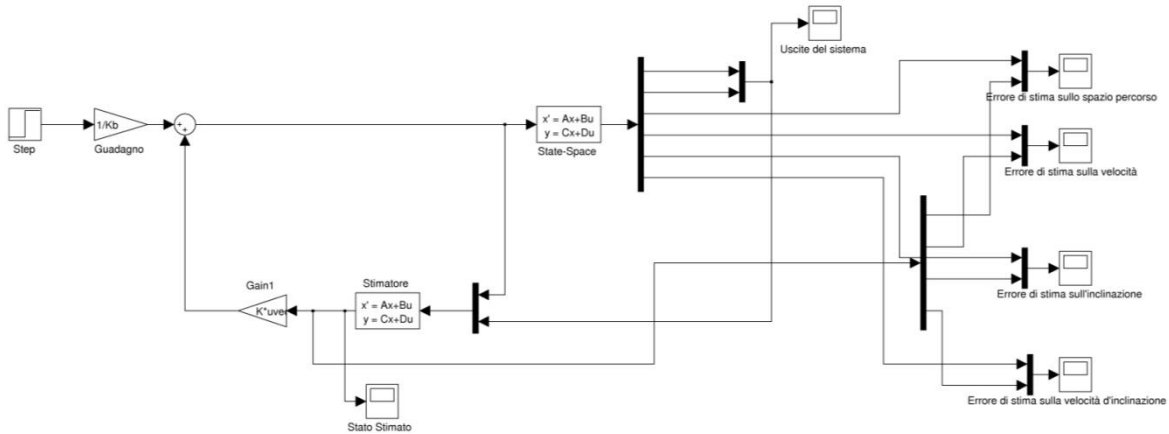 Uscite del sistema
Errore di stima sullo spazio percorso
1/Kb
+
+
x' = Ax+Bu
y = Cx+Du
Step
Guadagno
State-Space
Errore di stima sulla velocità
Gain1
Stimatore
K*uve
x' = Ax+Bu
y = Cx+Du
Errore di stima sull'inclinazione
Stato Stimato
Errore di stima sulla velocità d'inclinazione